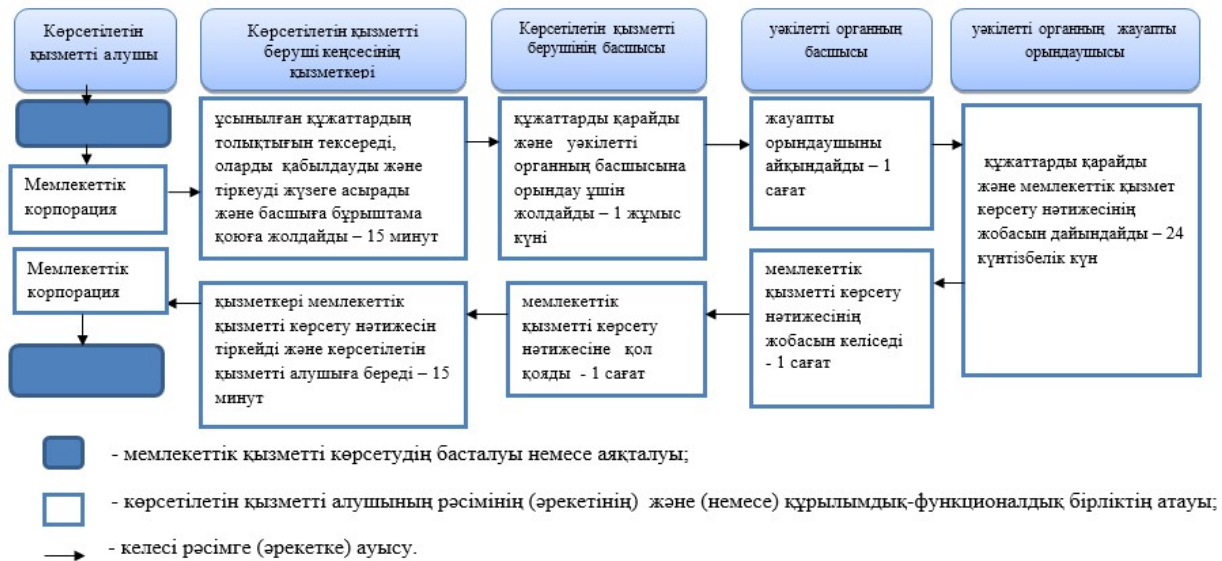 Көрсетілетін
қызметті алушы
Көрсетілетін қызметті
беруші кеңсесінің
қызметкері
Көрсетілетін қызметті
берушінің басшысы
уәкілетті органның
басшысы
уәкілетті органның жауапты
орындаушысы
Мемлекеттік
корпорация
ұсынылған құжаттардың
толықтығын тексереді,
оларды қабылдауды және
тіркеуді жүзеге асырады
және басшыға бұрыштама
қоюға жолдайды – 15 минут
құжаттарды қарайды
және уәкілетті
органның басшысына
орындау үшін
жолдайды – 1 жұмыс
күні
жауапты
орындаушыны
айқындайды – 1
сағат
құжаттарды қарайды
және мемлекеттік қызмет
көрсету нәтижесінің
жобасын дайындайды – 24
күнтізбелік күн
Мемлекеттік
корпорация
қызметкері мемлекеттік
қызметті көрсету нәтижесін
тіркейді және көрсетілетін
қызметті алушыға береді – 15
минут
мемлекеттік
қызметті көрсету
нәтижесіне қол
қояды - 1 сағат
мемлекеттік
қызметті көрсету
нәтижесінің
жобасын келіседі
- 1 сағат
- мемлекеттік қызметті көрсетудің басталуы немесе аяқталуы;
- көрсетілетін қызметті алушының рәсімінің (әрекетінің) және (немесе) құрылымдық-функционалдық бірліктің атауы;
- келесі рәсімге (әрекетке) ауысу.